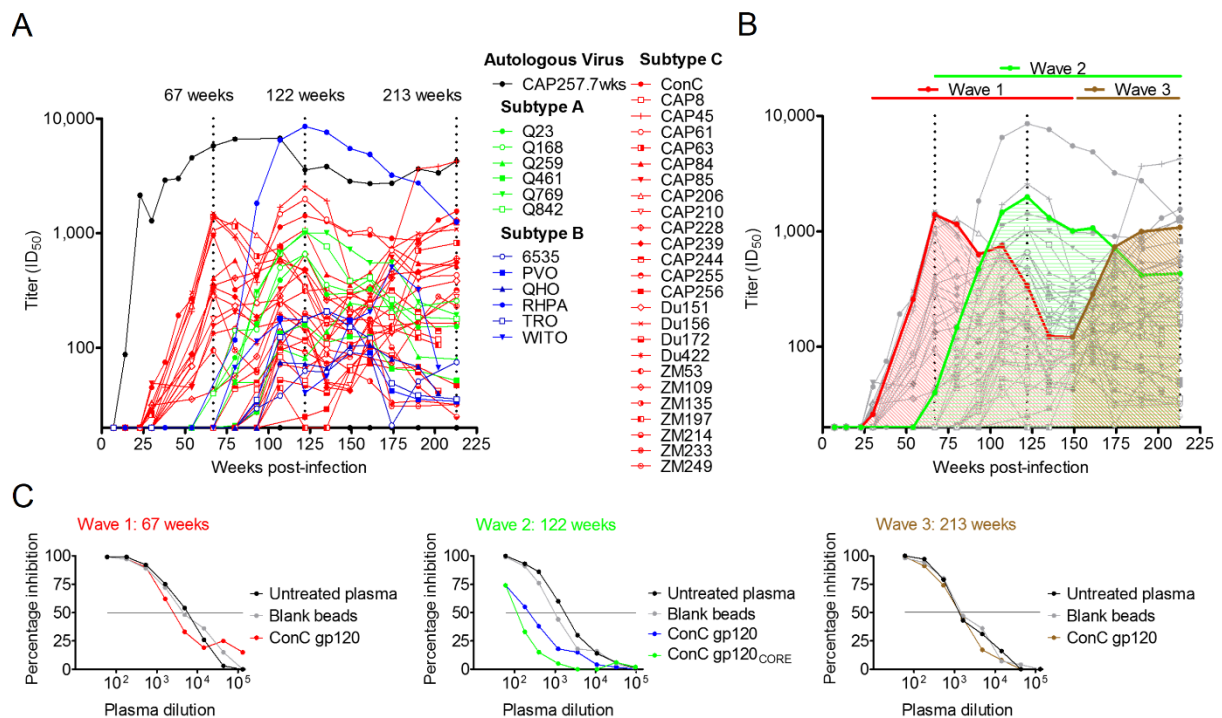 A
67 weeks 122 weeks 213 weeks
10,000
1,000
100
Titer (ID50)
0 25 50 75 100 125 150 175 200 225
Weeks post-infection
Autologous Virus
CAP257.7wks
Subtype A
Q23
Q168
Q259
Q461
Q769
Q842
Subtype B
6535
PVO
QHO
RHPA
TRO
WITO
Subtype C
ConC
CAP8
CAP45
CAP61
CAP63
CAP84
CAP85
CAP206
CAP210
CAP228
CAP239
CAP244
CAP255
CAP256
Du151
Du156
Du172
Du422
ZM53
ZM109
ZM135
ZM197
ZM214
ZM233
ZM249
B
Wave 2
Wave 1 Wave 3
10,000
1,000
100
Titer (ID50)
0 25 50 75 100 125 150 175 200 225
Weeks post-infection
C
Wave 1: 67 weeks
Percentage inhibition
100
75
50
25
0
10² 10³ 10⁴ 10⁵
Plasma dilution
Untreated plasma
Blank beads
ConC gp120
Wave 2: 122 weeks
Percentage inhibition
100
75
50
25
0
10² 10³ 10⁴ 10⁵
Plasma dilution
Untreated plasma
Blank beads
ConC gp120
ConC gp120CORE
Wave 3: 213 weeks
Percentage inhibition
100
75
50
25
0
10² 10³ 10⁴ 10⁵
Plasma dilution
Untreated plasma
Blank beads
ConC gp120